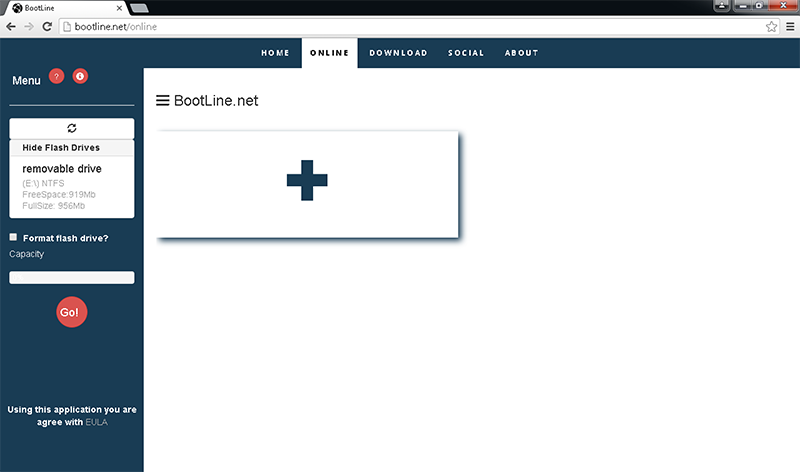 BootLine
bootline.net/online
HOME ONLINE DOWNLOAD SOCIAL ABOUT
Menu ?
BootLine.net
Hide Flash Drives
removable drive
(E:\) NTFS
FreeSpace:919Mb
FullSize: 956Mb
Format flash drive?
Capacity
Go!
Using this application you are
agree with EULA